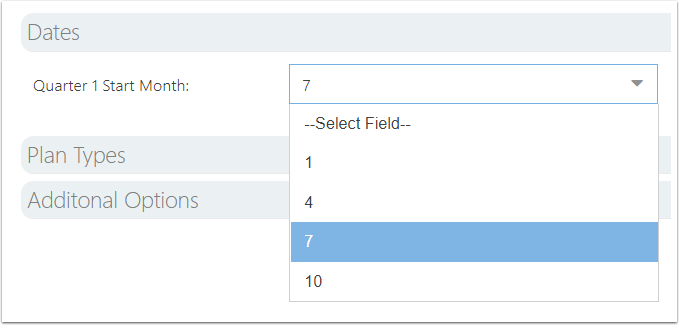 Dates
Quarter 1 Start Month:
7
--Select Field--
1
4
7
10
Plan Types
Additonal Options